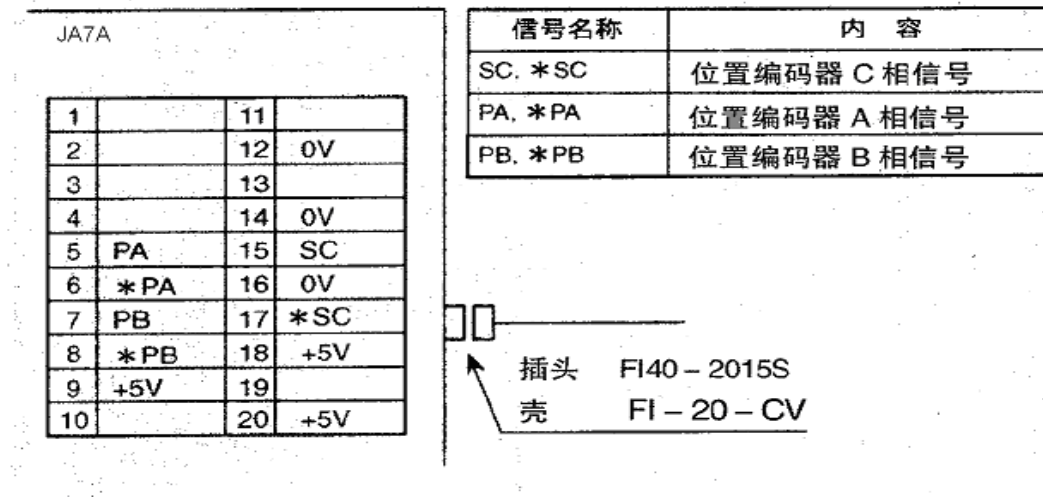 JA7A
1 11
2 12 0V
3 13
4 14 0V
5 PA 15 SC
6 *PA 16 0V
7 PB 17 *SC
8 *PB 18 +5V
9 +5V 19
10 20 +5V
信号名称 内 容
SC, *SC 位置编码器 C 相信号
PA, *PA 位置编码器 A 相信号
PB, *PB 位置编码器 B 相信号
插头 FI40-2015S
壳 FI-20-CV